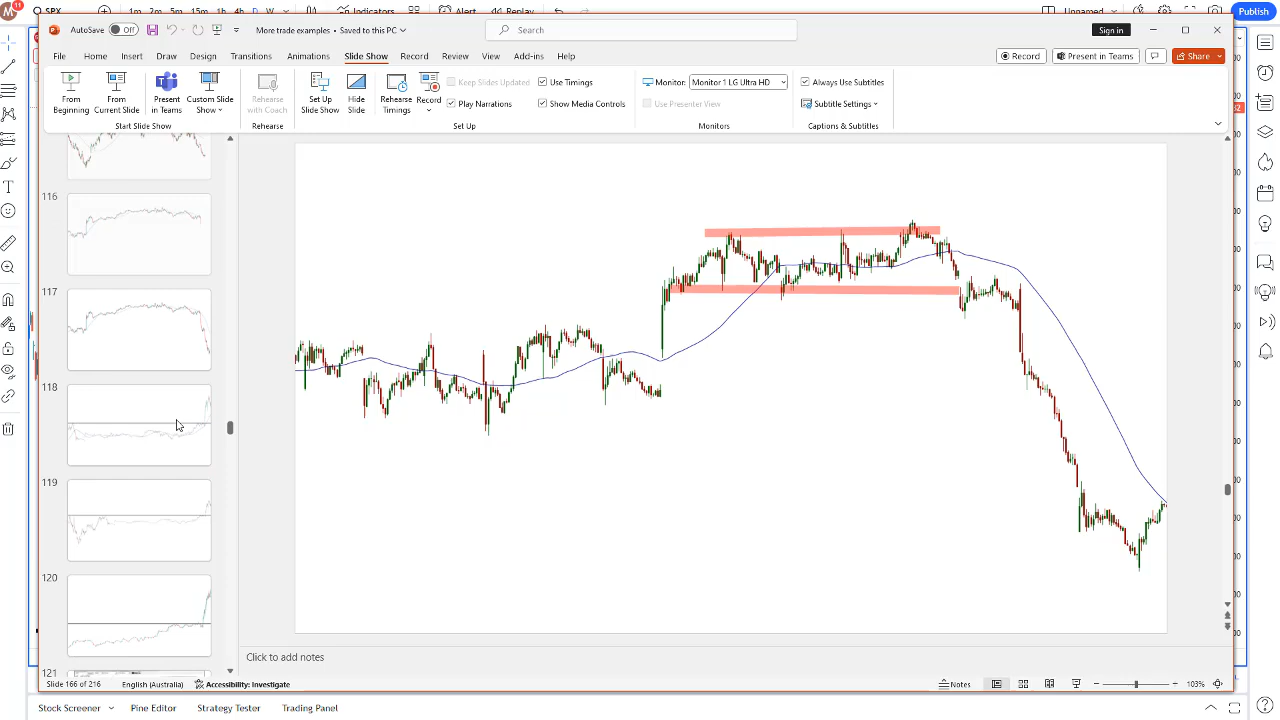 11
SPX
1m 2m 5m 15m 1h 4h D W
Indicators
Alert
Replay
Unnamed
Publish
AutoSave Off
More trade examples • Saved to this PC
Search
Sign in
File Home Insert Draw Design Transitions Animations Slide Show Record Review View Add-ins Help
Record
Present in Teams
Share
From Beginning
From Current Slide
Present in Teams
Custom Slide Show
Start Slide Show
Rehearse with Coach
Rehearse
Set Up Slide Show
Hide Slide
Rehearse Timings
Record
Keep Slides Updated
Play Narrations
Use Timings
Show Media Controls
Set Up
Monitor: Monitor 1 LG Ultra HD
Use Presenter View
Monitors
Always Use Subtitles
Subtitle Settings
Captions & Subtitles
116
117
118
119
120
121
Click to add notes
Slide 166 of 216
English (Australia)
Accessibility: Investigate
Notes
103%
Stock Screener
Pine Editor
Strategy Tester
Trading Panel